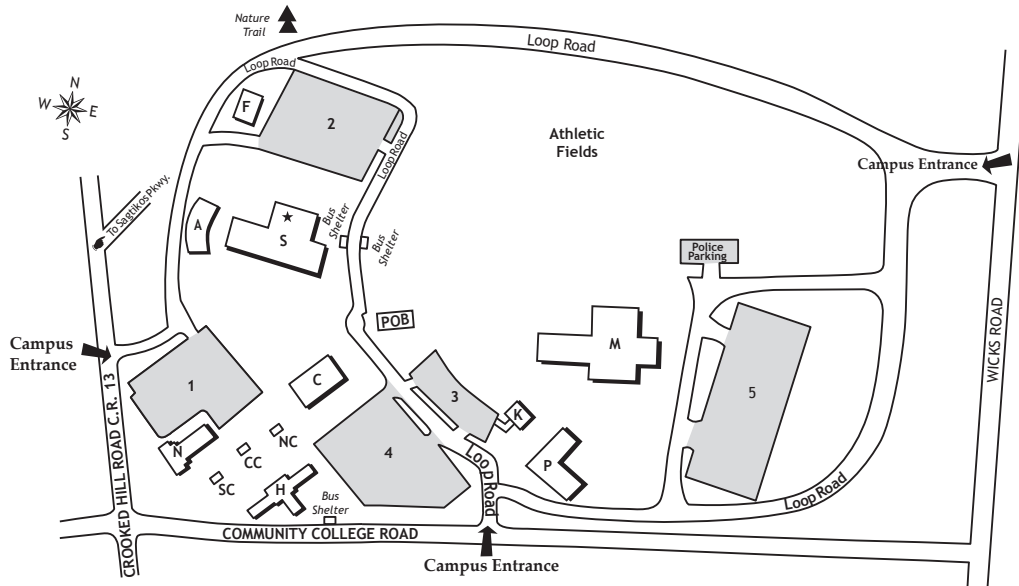 Nature
Trail
Loop Road
Loop Road
N
W
E
S
F
2
Loop Road
Athletic
Fields
Campus Entrance
To Sagtikos Pkwy.
A
S
Bus
Shelter
Bus
Shelter
Police
Parking
POB
M
WICKS ROAD
Campus
Entrance
CROOKED HILL ROAD C.R. 13
1
C
3
5
K
N
NC
CC
SC
H
4
P
Loop Road
Loop Road
Bus
Shelter
COMMUNITY COLLEGE ROAD
Campus Entrance